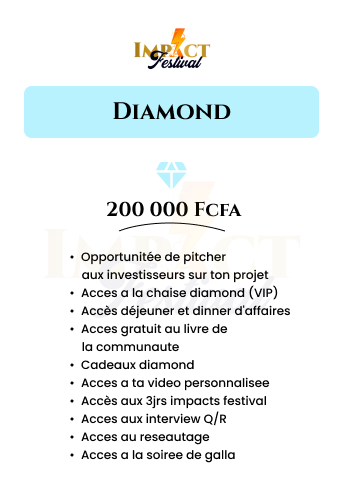 IMPACT
Festival
DIAMOND
200 000 FCFA
• Opportunitée de pitcher
aux investisseurs sur ton projet
• Acces a la chaise diamond (VIP)
• Accès déjeuner et dinner d'affaires
• Acces gratuit au livre de
la communaute
• Cadeaux diamond
• Acces a ta video personnalisee
• Accès aux 3jrs impacts festival
• Acces aux interview Q/R
• Acces au reseautage
• Acces a la soiree de galla
IMPACT
Festival